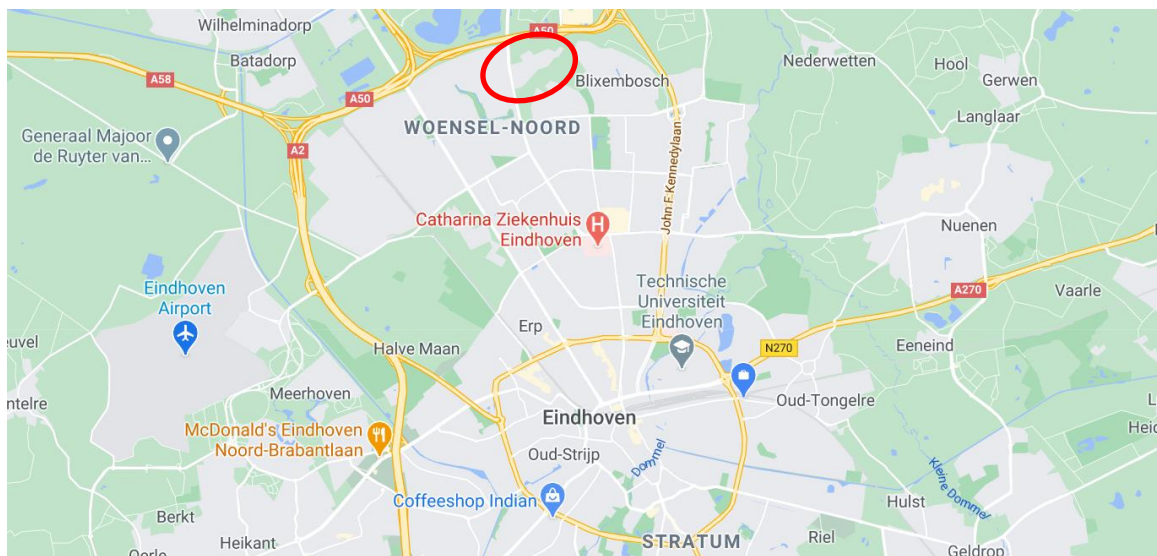 Wilhelminadorp
A50
Batadorp
Nederwetten
Hool
A58
Blixembosch
Gerwen
A50
Langlaar
Generaal Majoor
de Ruyter van...
WOENSEL-NOORD
A2
John F. Kennedylaan
Catharina Ziekenhuis
Eindhoven
H
Nuenen
Technische
Universiteit
Eindhoven
Eindhoven
Airport
A270
Vaarle
Erp
Halve Maan
N270
Eeneind
euvel
Meerhoven
Oud-Tongelre
ntelre
Eindhoven
McDonald's Eindhoven
Noord-Brabantlaan
L
Heic
Oud-Strijp
Dommel
Kleine Dommel
Coffeeshop Indian
Hulst
Berkt
Heikant
STRATUM
Riel
Geldrop
Oerle